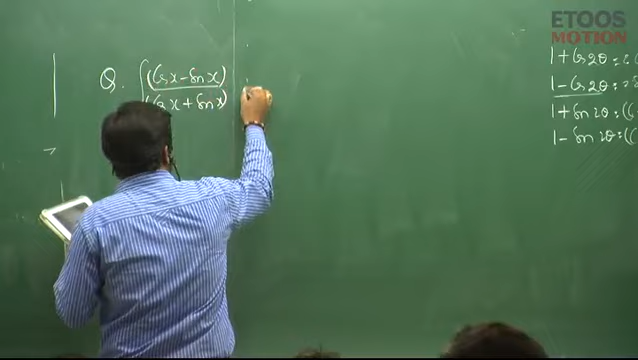 ETOOS
MOTION
Q. ∫ (Cos x - Sin x)
(Cos x + Sin x)
1 + Cos 2θ =
1 - Cos 2θ =
1 + Sin 2θ = (
1 - Sin 2θ = (